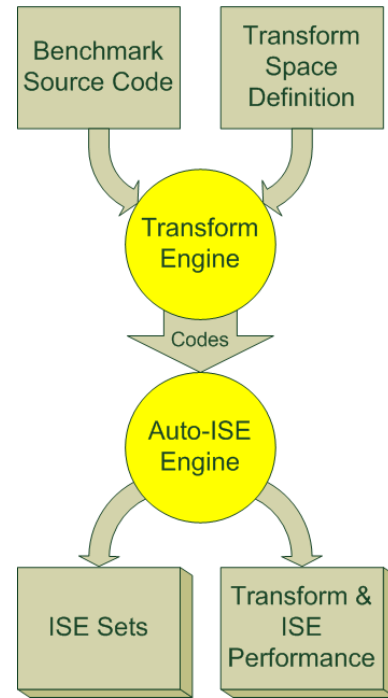 Benchmark
Source Code
Transform
Space
Definition
Transform
Engine
Codes
Auto-ISE
Engine
ISE Sets
Transform &
ISE
Performance